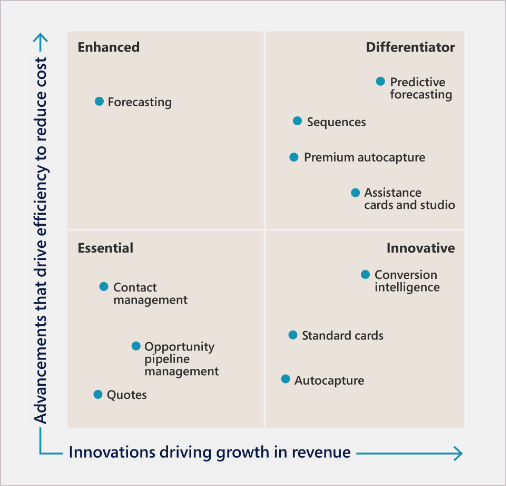 Advancements that drive efficiency to reduce cost
Enhanced
Forecasting
Differentiator
Predictive
forecasting
Sequences
Premium autocapture
Assistance
cards and studio
Essential
Contact
management
Opportunity
pipeline
management
Quotes
Innovative
Conversion
intelligence
Standard cards
Autocapture
Innovations driving growth in revenue